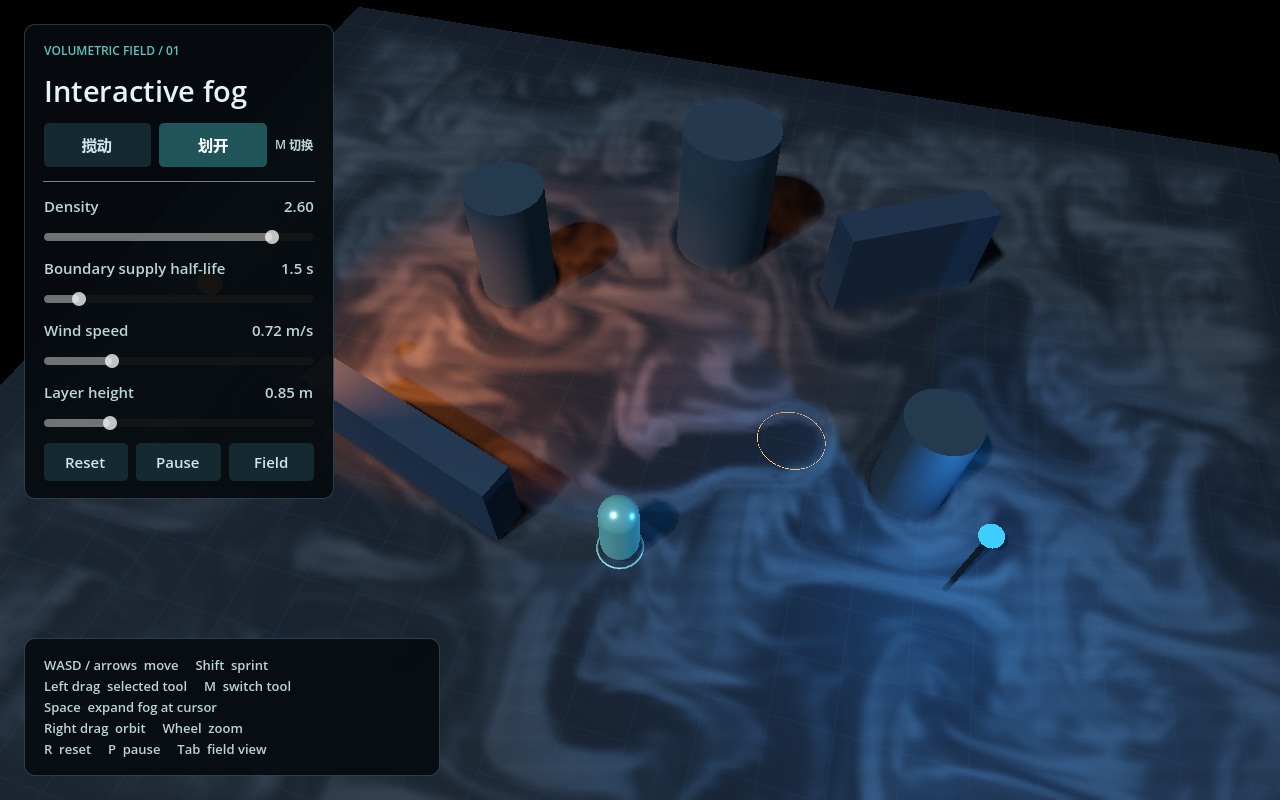 VOLUMETRIC FIELD / 01
Interactive fog
搅动 划开 M 切换
Density 2.60
Boundary supply half-life 1.5 s
Wind speed 0.72 m/s
Layer height 0.85 m
Reset Pause Field
WASD / arrows move Shift sprint
Left drag selected tool M switch tool
Space expand fog at cursor
Right drag orbit Wheel zoom
R reset P pause Tab field view